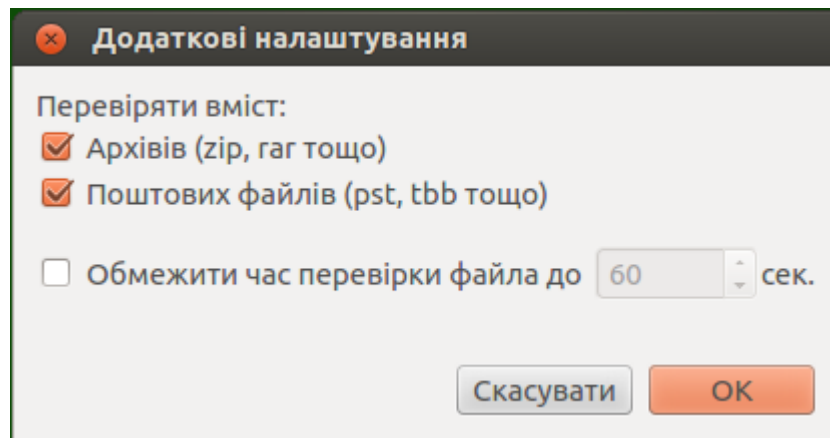 Додаткові налаштування
Перевіряти вміст:
Архівів (zip, rar тощо)
Поштових файлів (pst, tbb тощо)
Обмежити час перевірки файла до 60 сек.
Скасувати OK